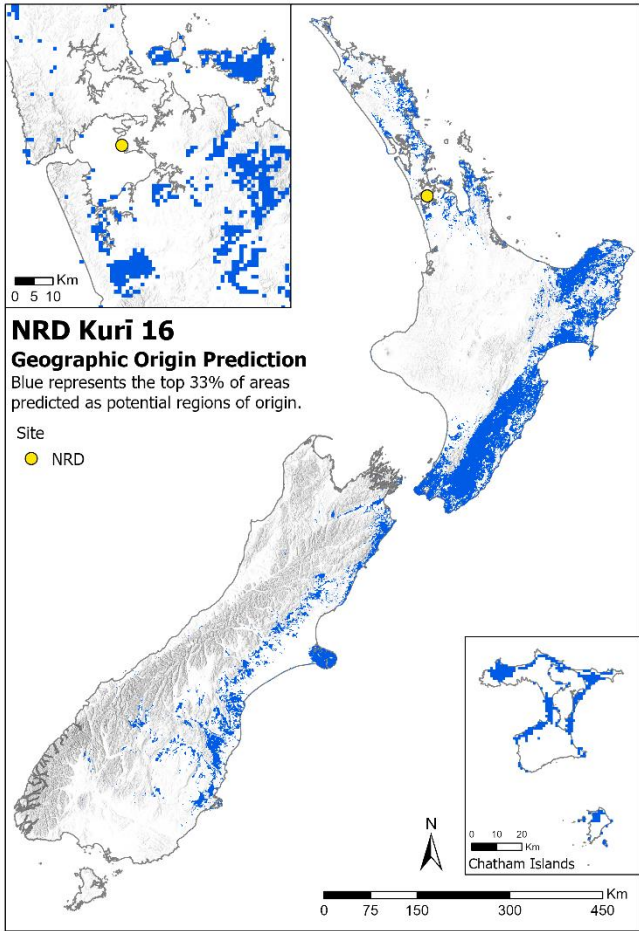 Km
0 5 10
NRD Kurī 16
Geographic Origin Prediction
Blue represents the top 33% of areas
predicted as potential regions of origin.
Site
NRD
N
0 10 20
Km
Chatham Islands
Km
0 75 150 300 450